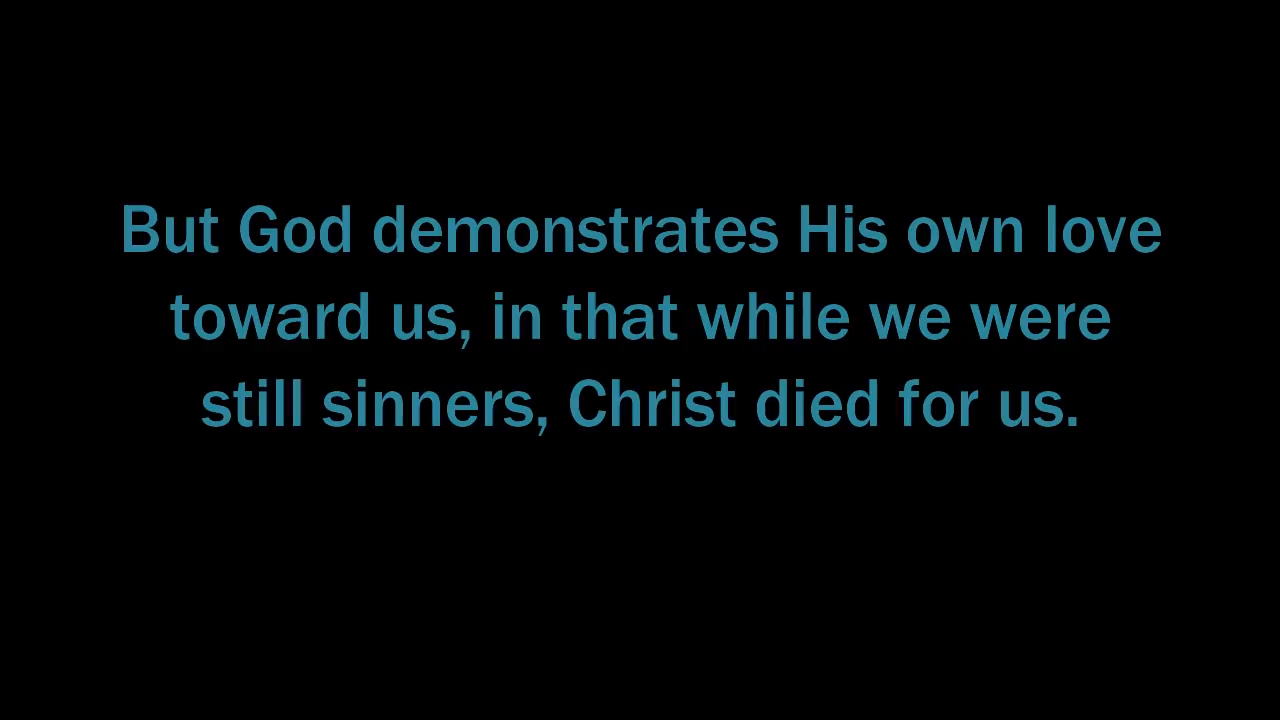 But God demonstrates His own love
toward us, in that while we were
still sinners, Christ died for us.